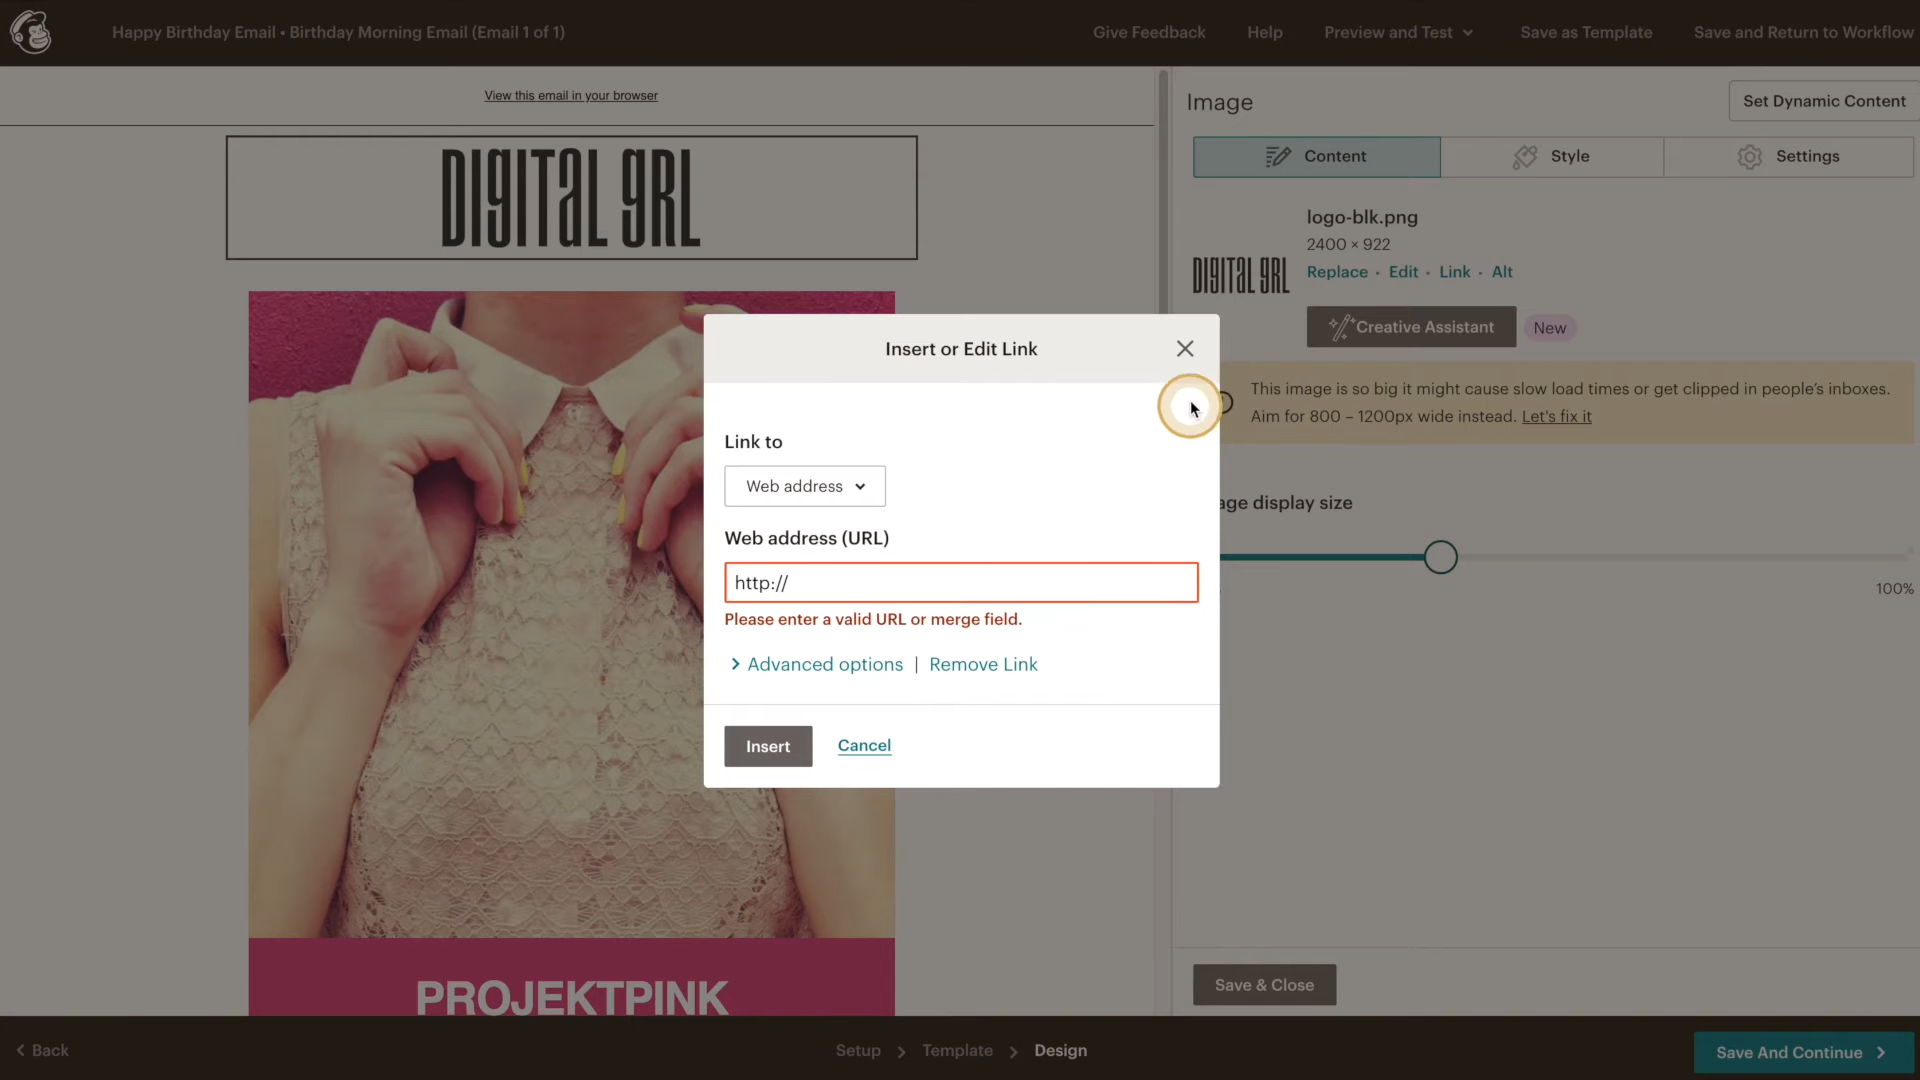 Happy Birthday Email • Birthday Morning Email (Email 1 of 1)
Give Feedback
Help
Preview and Test
Save as Template
Save and Return to Workflow
View this email in your browser
DIGITAL GRL
PROJEKTPINK
Image
Set Dynamic Content
Content
Style
Settings
DIGITAL GRL
logo-blk.png
2400 × 922
Replace • Edit • Link • Alt
Creative Assistant
New
This image is so big it might cause slow load times or get clipped in people's inboxes.
Aim for 800 – 1200px wide instead. Let's fix it
age display size
100%
Save & Close
Insert or Edit Link
Link to
Web address
Web address (URL)
http://
Please enter a valid URL or merge field.
Advanced options | Remove Link
Insert
Cancel
Back
Setup
Template
Design
Save And Continue